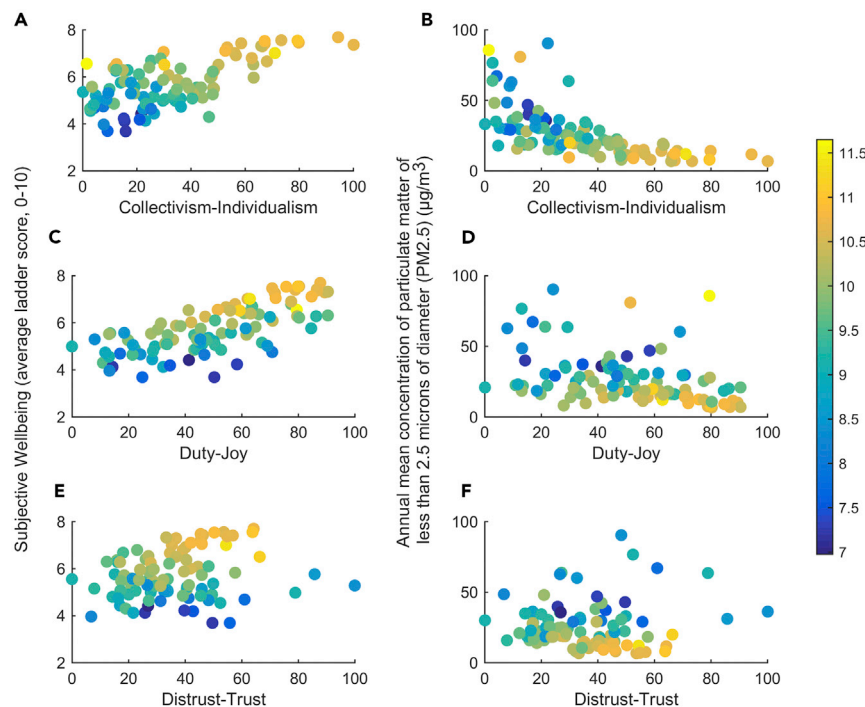 A
8
6
4
2
0 20 40 60 80 100
Collectivism-Individualism
B
100
50
0
0 20 40 60 80 100
Collectivism-Individualism
C
8
6
4
2
0 20 40 60 80 100
Duty-Joy
D
100
50
0
0 20 40 60 80 100
Duty-Joy
E
8
6
4
2
0 20 40 60 80 100
Distrust-Trust
F
100
50
0
0 20 40 60 80 100
Distrust-Trust
Subjective Wellbeing (average ladder score, 0-10)
Annual mean concentration of particulate matter of
less than 2.5 microns of diameter (PM2.5) (μg/m³)
11.5
11
10.5
10
9.5
9
8.5
8
7.5
7